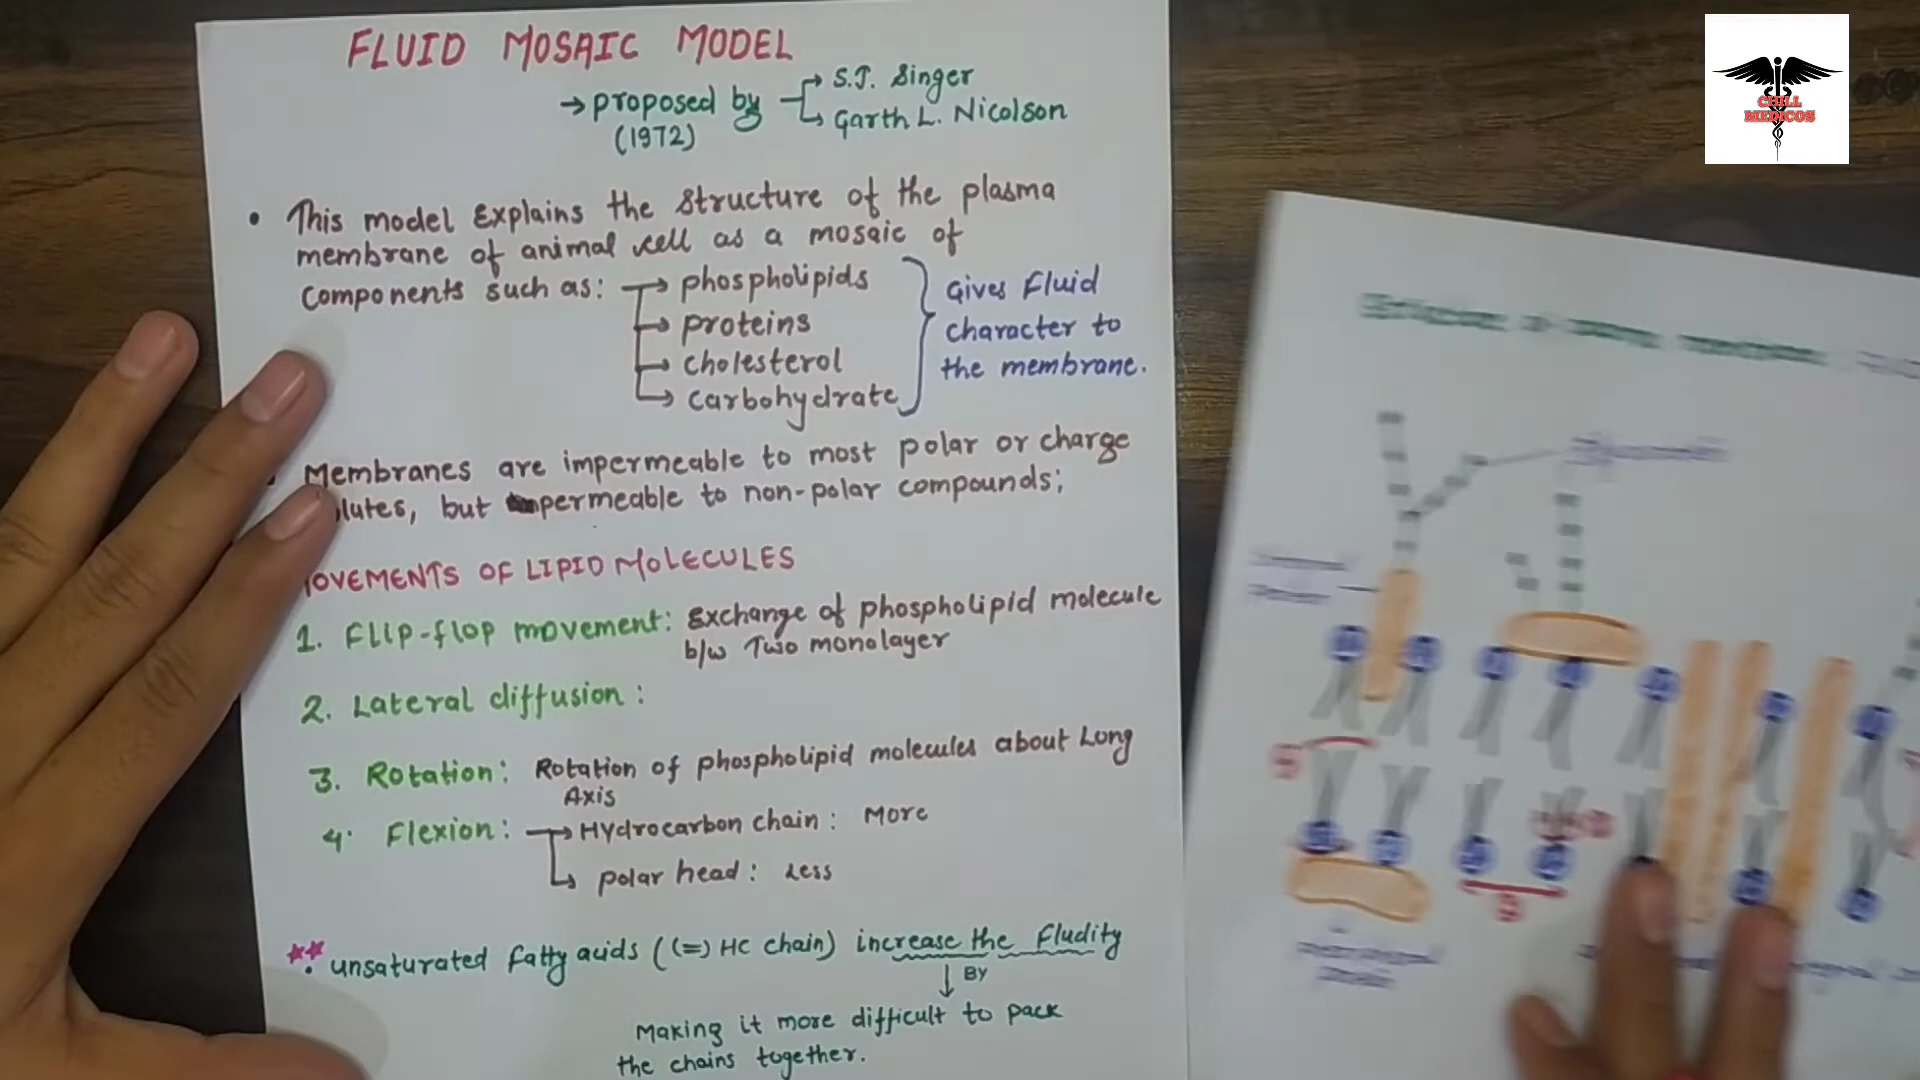 FLUID MOSAIC MODEL
→ proposed by → S.J. Singer
(1972) → Garth L. Nicolson
• This model Explains the structure of the plasma
membrane of animal cell as a mosaic of
components such as: → phospholipids
→ proteins
→ cholesterol
→ carbohydrate
Gives Fluid
character to
the membrane.
Membranes are impermeable to most polar or charge
lutes, but permeable to non-polar compounds;
OVEMENTS OF LIPID MOLECULES
1. Flip-flop movement: Exchange of phospholipid molecule
b/w Two monolayer
2. Lateral diffusion:
3. Rotation: Rotation of phospholipid molecules about Long
Axis
4. Flexion: → Hydrocarbon chain: More
→ polar head: Less
** unsaturated fatty acids ((=) HC chain) increase the Fludity
↓ BY
Making it more difficult to pack
the chains together.
CHILL
MEDICOS